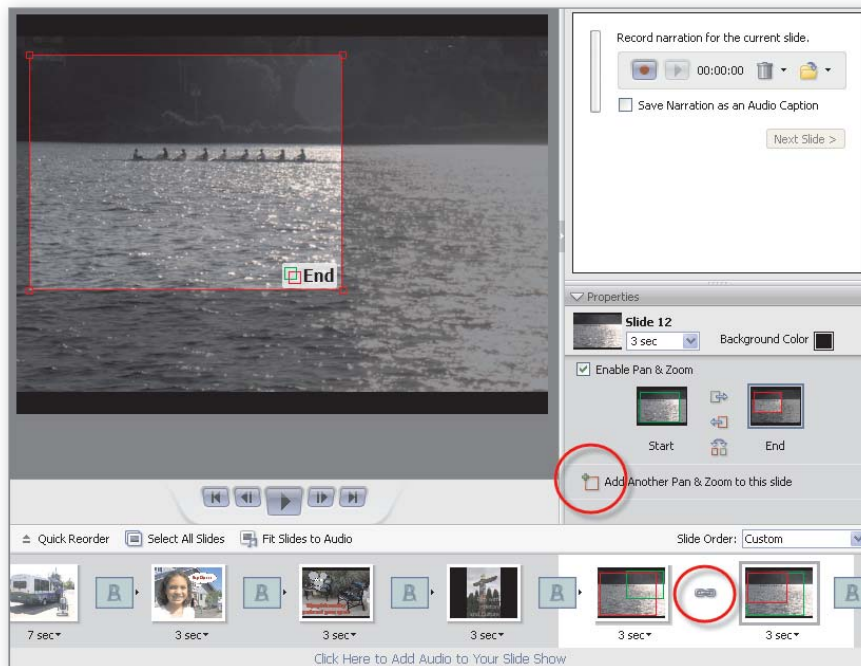 Record narration for the current slide.
00:00:00
Save Narration as an Audio Caption
Next Slide >
End
Properties
Slide 12
3 sec
Background Color
Enable Pan & Zoom
Start
End
Add Another Pan & Zoom to this slide
Quick Reorder
Select All Slides
Fit Slides to Audio
Slide Order: Custom
7 sec
3 sec
3 sec
3 sec
3 sec
3 sec
Click Here to Add Audio to Your Slide Show